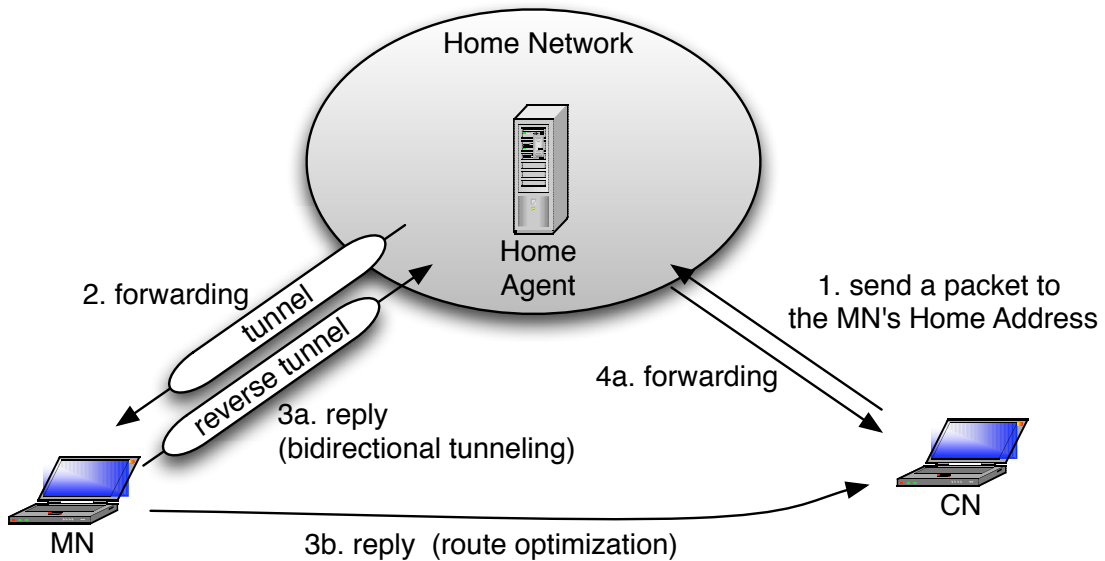 Home Network
Home
Agent
2. forwarding
tunnel
reverse tunnel
1. send a packet to
the MN's Home Address
4a. forwarding
3a. reply
(bidirectional tunneling)
MN
CN
3b. reply (route optimization)